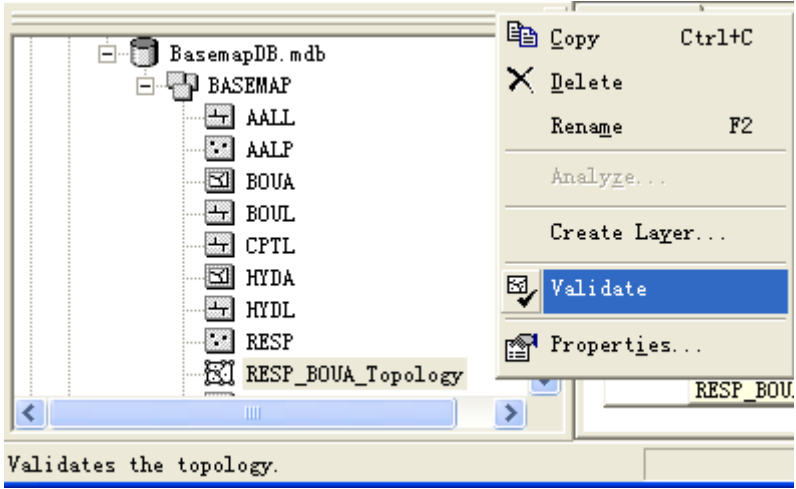 BasemapDB.mdb
BASEMAP
AALL
AALP
BOUA
BOUL
CPTL
HYDA
HYDL
RESP
RESP_BOUA_Topology
Copy Ctrl+C
Delete
Rename F2
Analyze...
Create Layer...
Validate
Properties...
RESP_BOU
Validates the topology.